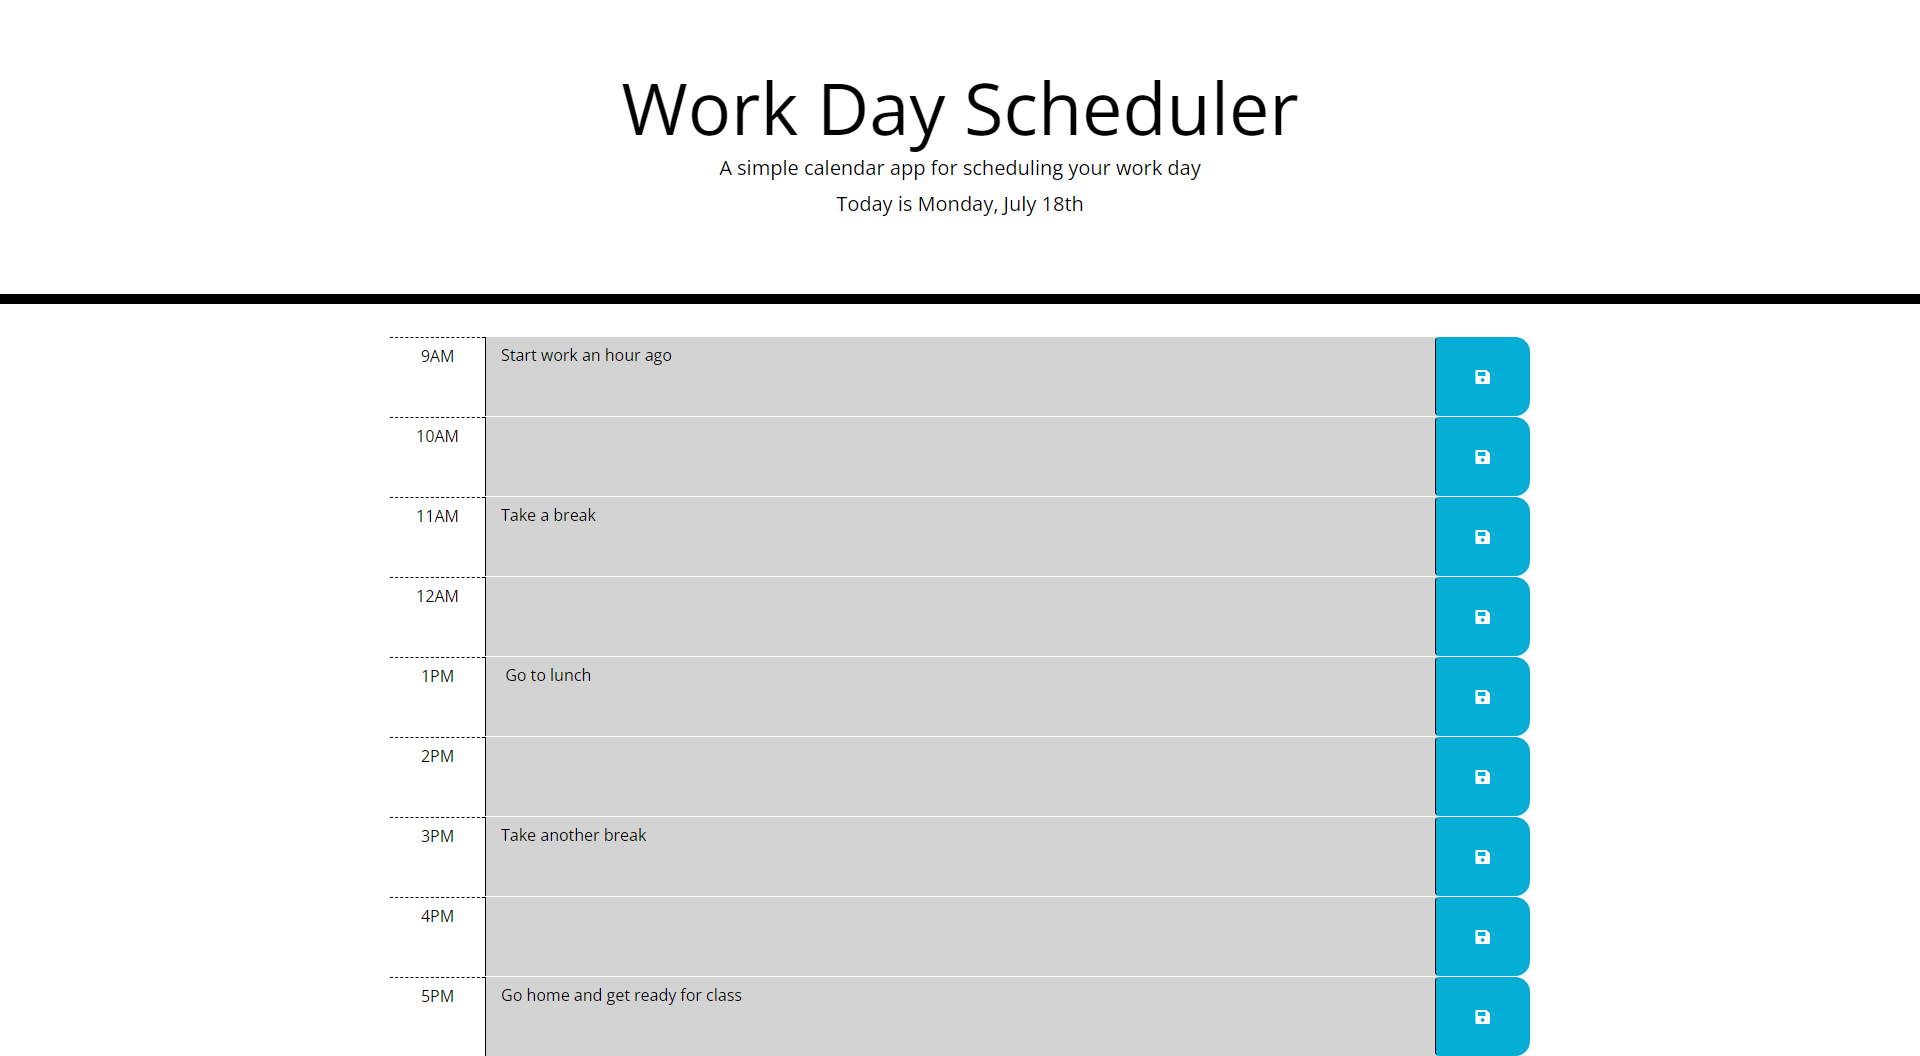 Work Day Scheduler
A simple calendar app for scheduling your work day
Today is Monday, July 18th
9AM Start work an hour ago
10AM
11AM Take a break
12AM
1PM Go to lunch
2PM
3PM Take another break
4PM
5PM Go home and get ready for class